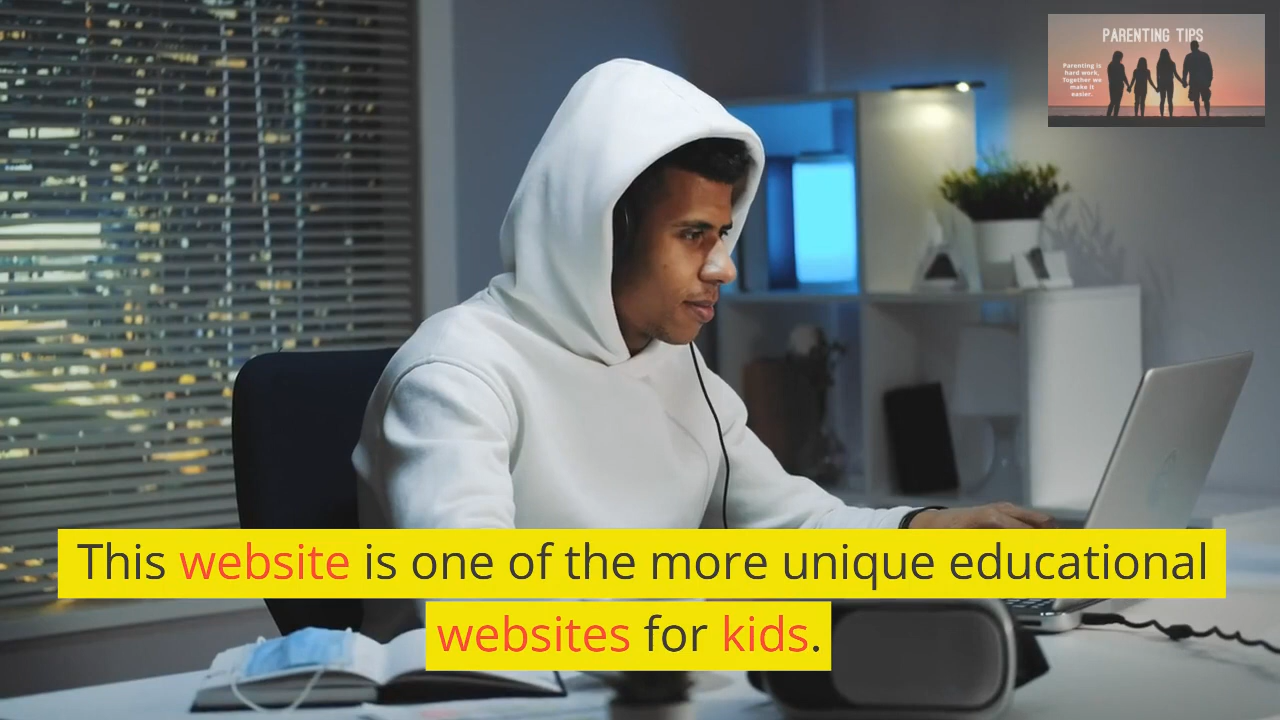 PARENTING TIPS
Parenting is
hard work,
Together we
make it
easier.
This website is one of the more unique educational
websites for kids.